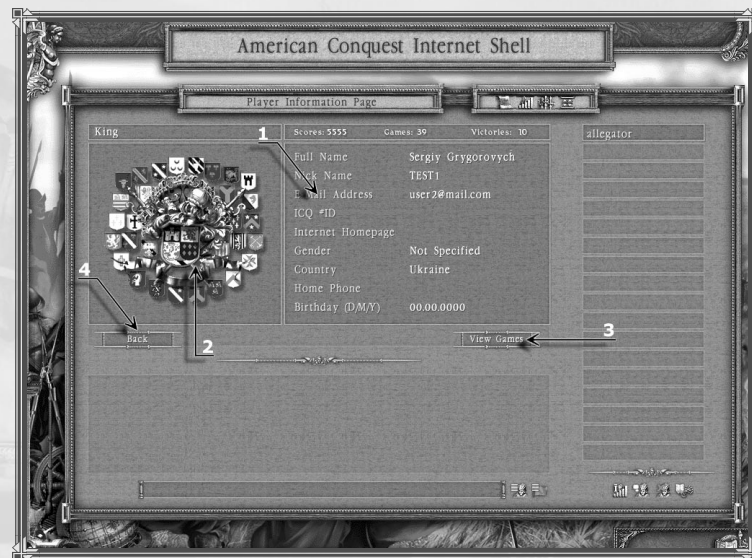 American Conquest Internet Shell
Player Information Page
King
1
Scores: 5555 Games: 39 Victories: 10
allegator
Full Name Sergiy Grygorovych
Nick Name TEST1
E-Mail Address user2@mail.com
ICQ #ID
Internet Homepage
Gender Not Specified
4
Country Ukraine
Home Phone
Birthday (D/M/Y) 00.00.0000
Back
2
View Games
3